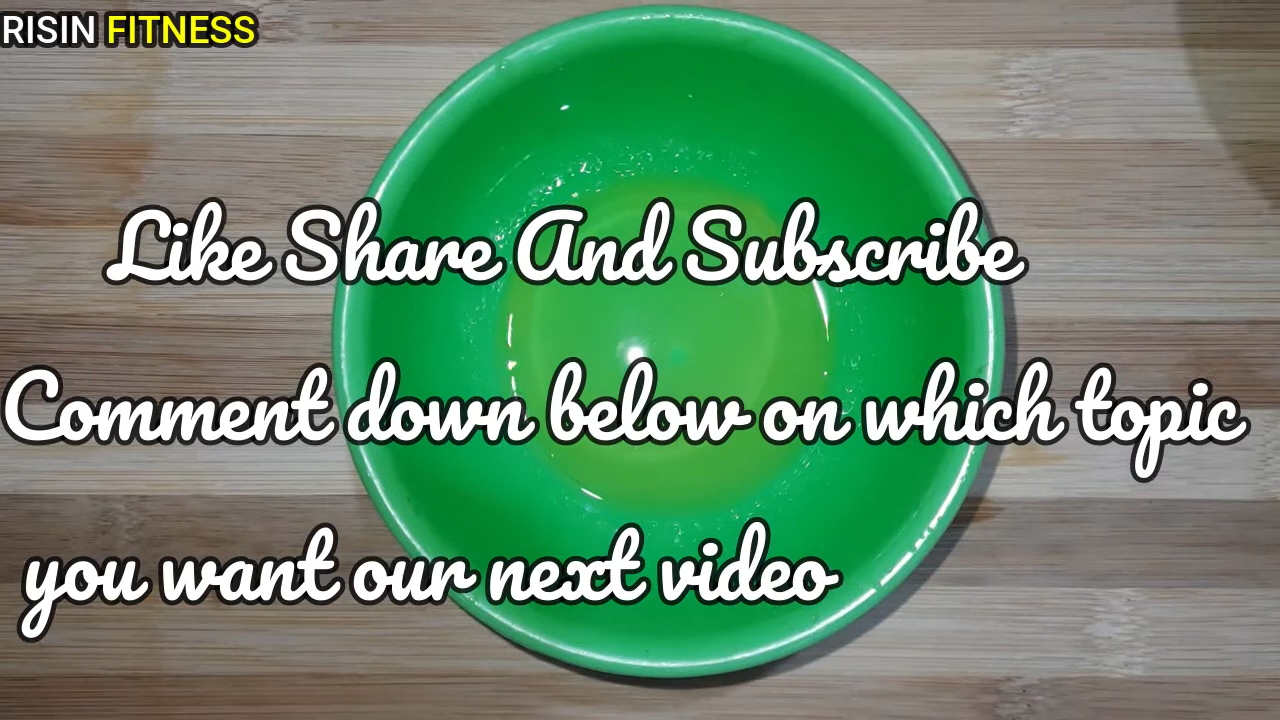 RISIN FITNESS
Like Share And Subscribe
Comment down below on which topic
you want our next video